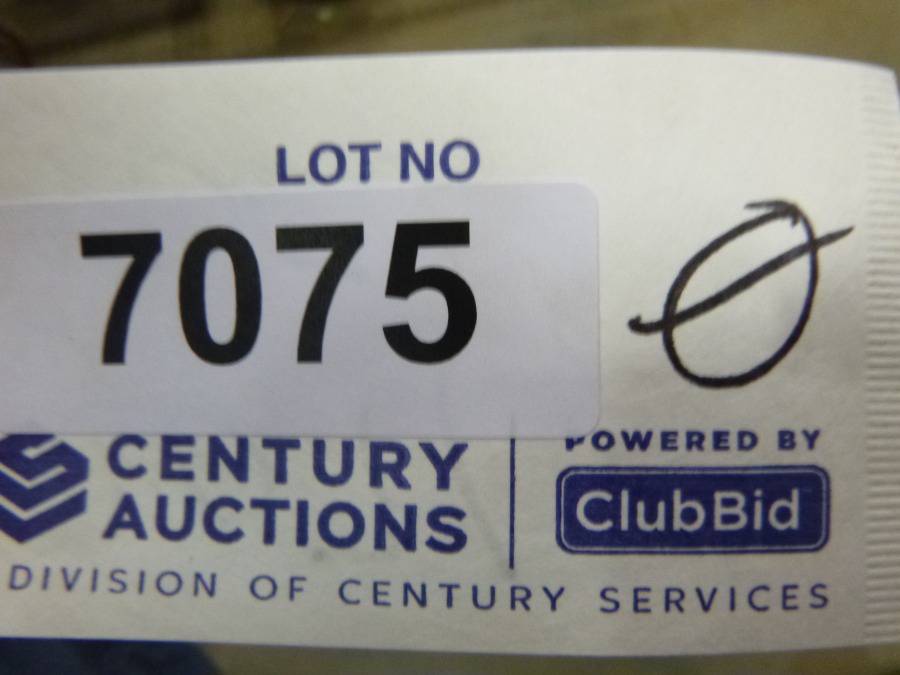 LOT NO
7075
Ø
CENTURY
AUCTIONS
POWERED BY
ClubBid
DIVISION OF CENTURY SERVICES